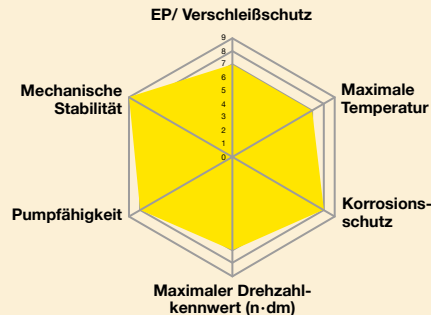 EP/ Verschleißschutz
9
8
7
6
5
4
3
2
1
0
Mechanische
Stabilität
Maximale
Temperatur
Pumpfähigkeit
Korrosions-
schutz
Maximaler Drehzahl-
kennwert (n·dm)